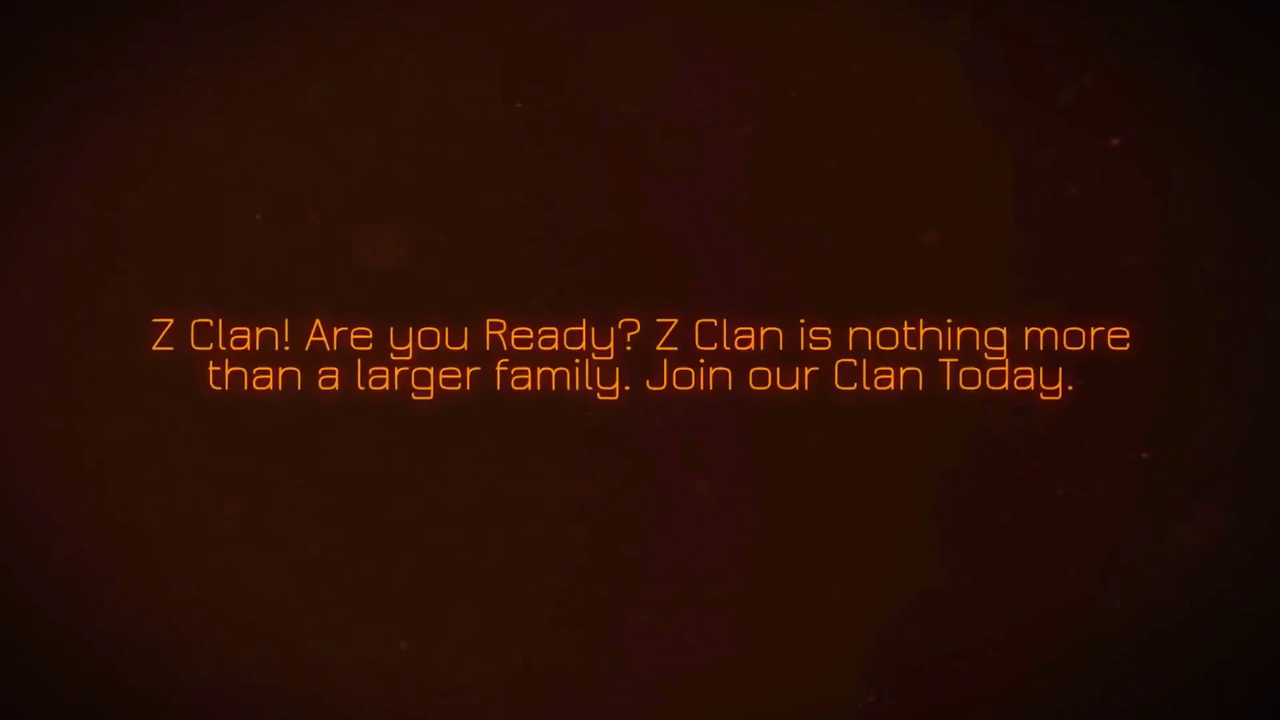 Z Clan! Are you Ready? Z Clan is nothing more
than a larger family. Join our Clan Today.